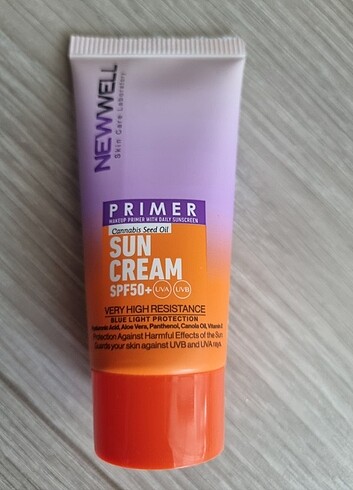 NEWWELL
Skin Care Laboratory
PRIMER
MAKEUP PRIMER WITH DAILY SUNSCREEN
Cannabis Seed Oil
SUN
CREAM
SPF50+ UVA UVB
VERY HIGH RESISTANCE
BLUE LIGHT PROTECTION
Acid, Aloe Vera, Panthenol, Canola Oil, Vitamin
Protection Against Harmful Effects of the Sun
Guards your skin against UVB and UVA rays.